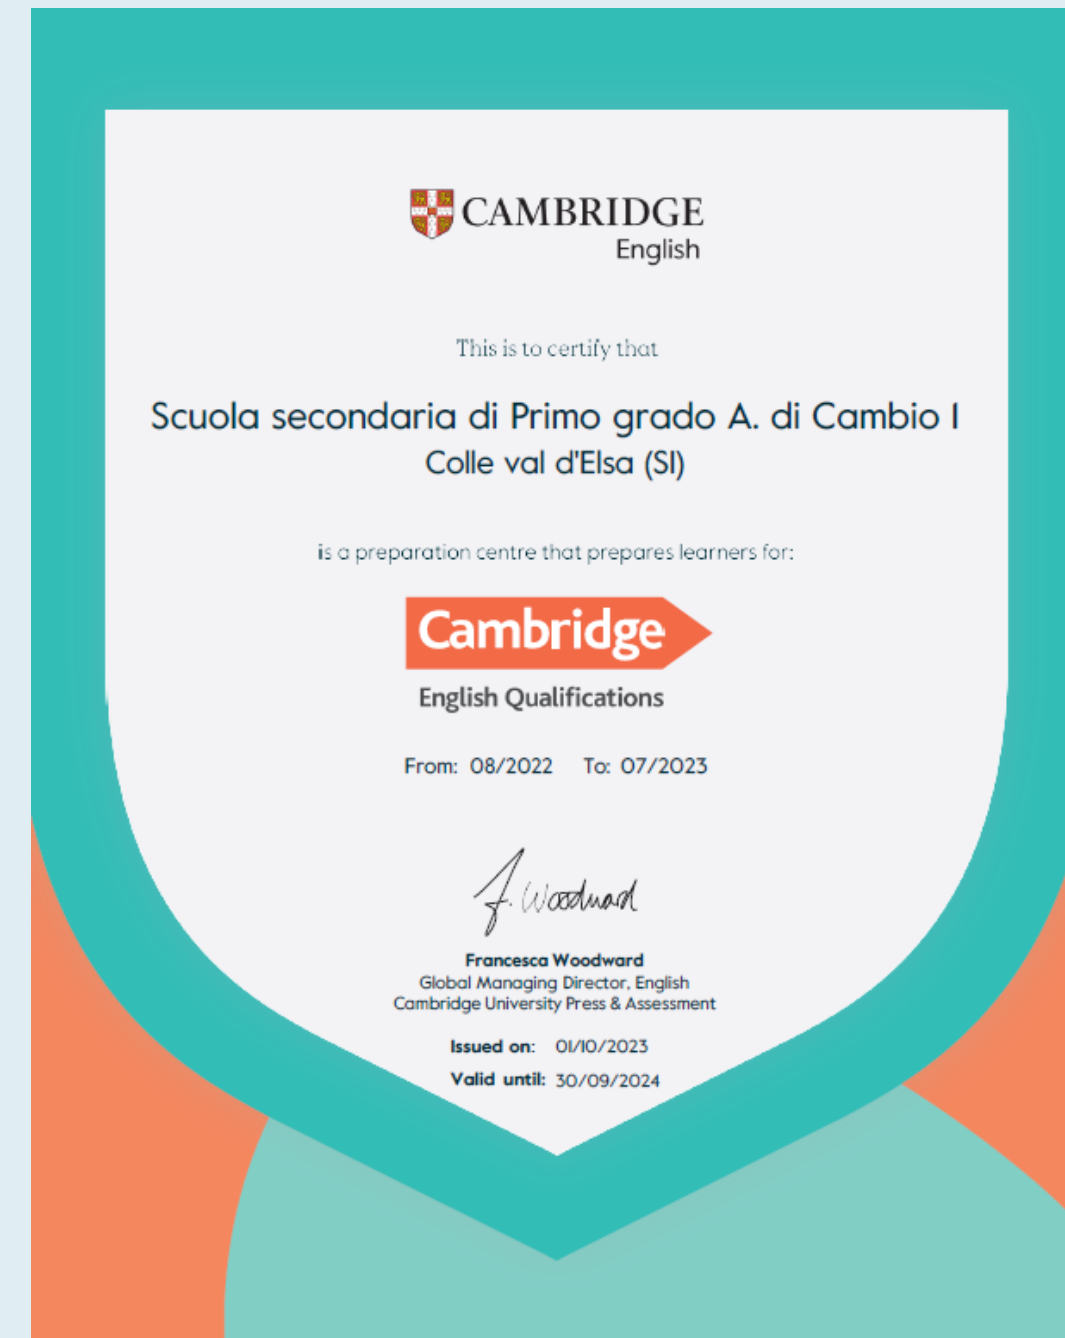 CAMBRIDGE
English
This is to certify that
Scuola secondaria di Primo grado A. di Cambio I
Colle val d'Elsa (SI)
is a preparation centre that prepares learners for:
Cambridge
English Qualifications
From: 08/2022 To: 07/2023
F. Woodward
Francesca Woodward
Global Managing Director, English
Cambridge University Press & Assessment
Issued on: 01/10/2023
Valid until: 30/09/2024